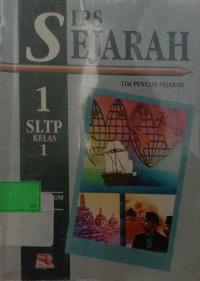 IPS
SEJARAH
TIM PENULIS SEJARAH
1
SLTP
KELAS
1